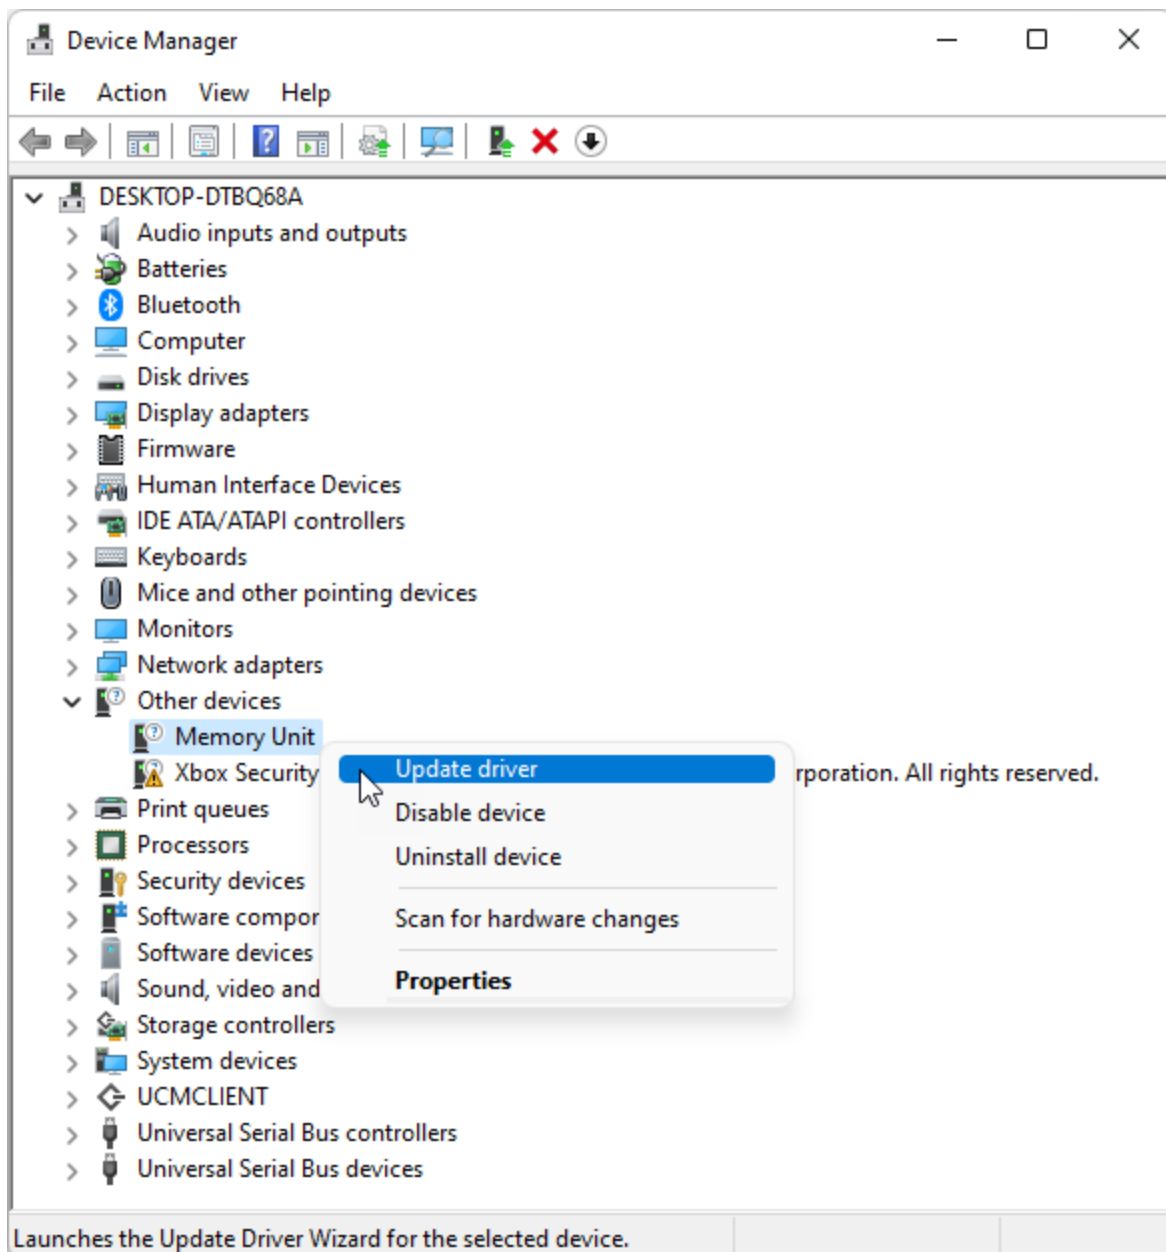 Device Manager
File Action View Help
DESKTOP-DTBQ68A
Audio inputs and outputs
Batteries
Bluetooth
Computer
Disk drives
Display adapters
Firmware
Human Interface Devices
IDE ATA/ATAPI controllers
Keyboards
Mice and other pointing devices
Monitors
Network adapters
Other devices
Memory Unit
Update driver
Xbox Security rporation. All rights reserved.
Disable device
Print queues
Processors
Uninstall device
Security devices
Software compor
Scan for hardware changes
Software devices
Properties
Sound, video and
Storage controllers
System devices
UCMCLIENT
Universal Serial Bus controllers
Universal Serial Bus devices
Launches the Update Driver Wizard for the selected device.